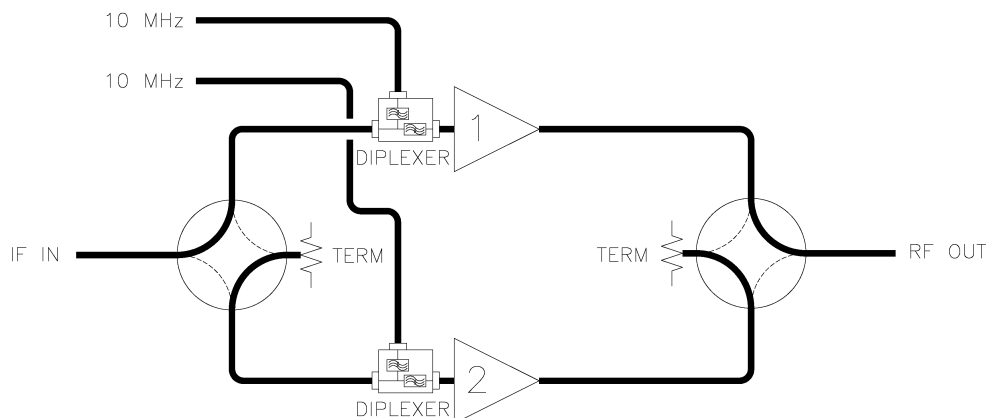 10 MHz
10 MHz
1
DIPLEXER
IF IN
TERM
TERM
RF OUT
2
DIPLEXER